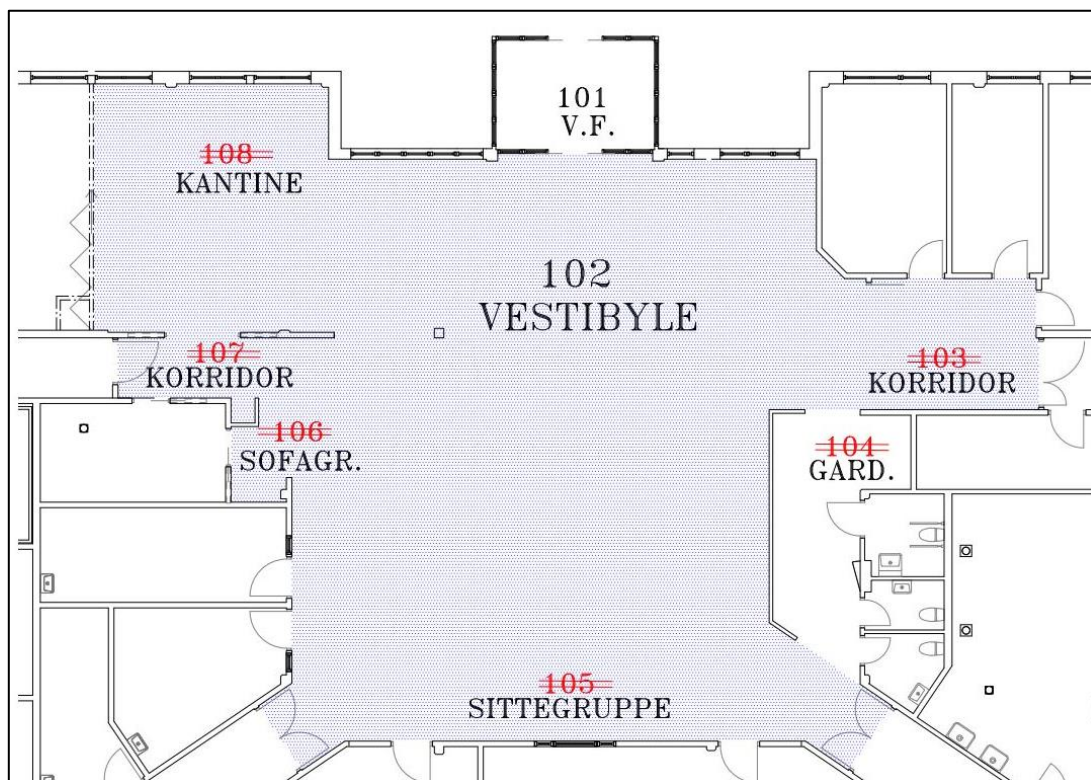 101
V.F.
108
KANTINE
102
VESTIBYLE
107
KORRIDOR
103
KORRIDOR
106
SOFAGR.
104
GARD.
105
SITTEGRUPPE